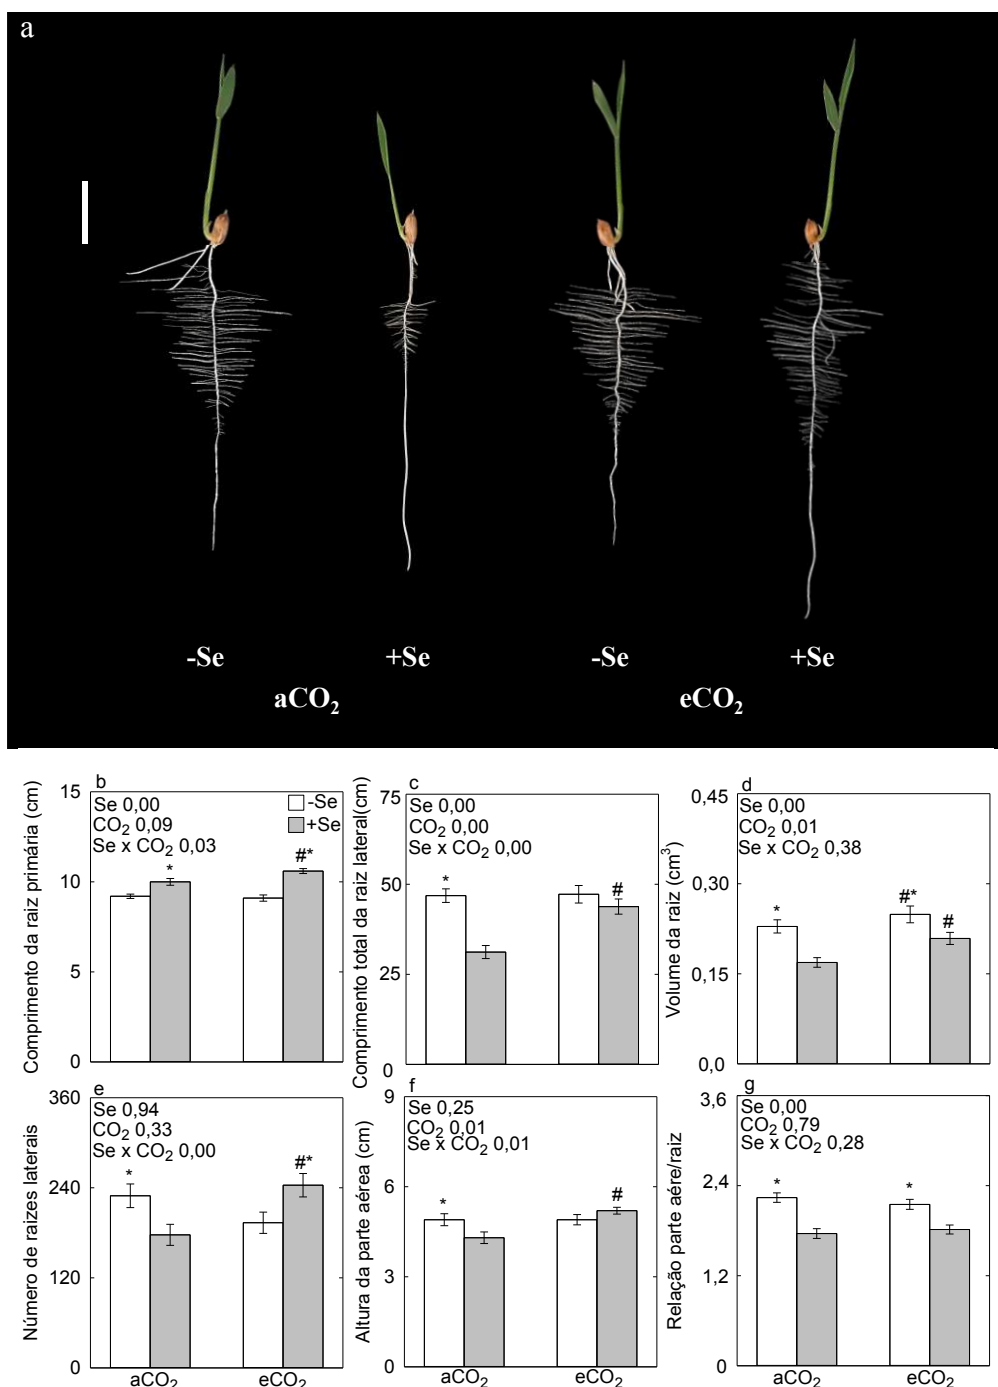 a
-Se +Se -Se +Se
aCO2 eCO2
b
Comprimento da raiz primária (cm)
15
10
5
0
Se 0,00
CO2 0,09
Se x CO2 0,03
-Se
+Se
*
#*
c
Comprimento total da raiz lateral(cm)
75
50
25
0
Se 0,00
CO2 0,00
Se x CO2 0,00
*
#
d
Volume da raiz (cm3)
0,45
0,30
0,15
0,0
Se 0,00
CO2 0,01
Se x CO2 0,38
*
#*
#
e
Número de raizes laterais
360
240
120
0
Se 0,94
CO2 0,33
Se x CO2 0,00
*
#*
aCO2 eCO2
f
Altura da parte aérea (cm)
9
6
3
0
Se 0,25
CO2 0,01
Se x CO2 0,01
*
#
aCO2 eCO2
g
Relação parte aére/raiz
3,6
2,4
1,2
0
Se 0,00
CO2 0,79
Se x CO2 0,28
*
*
aCO2 eCO2